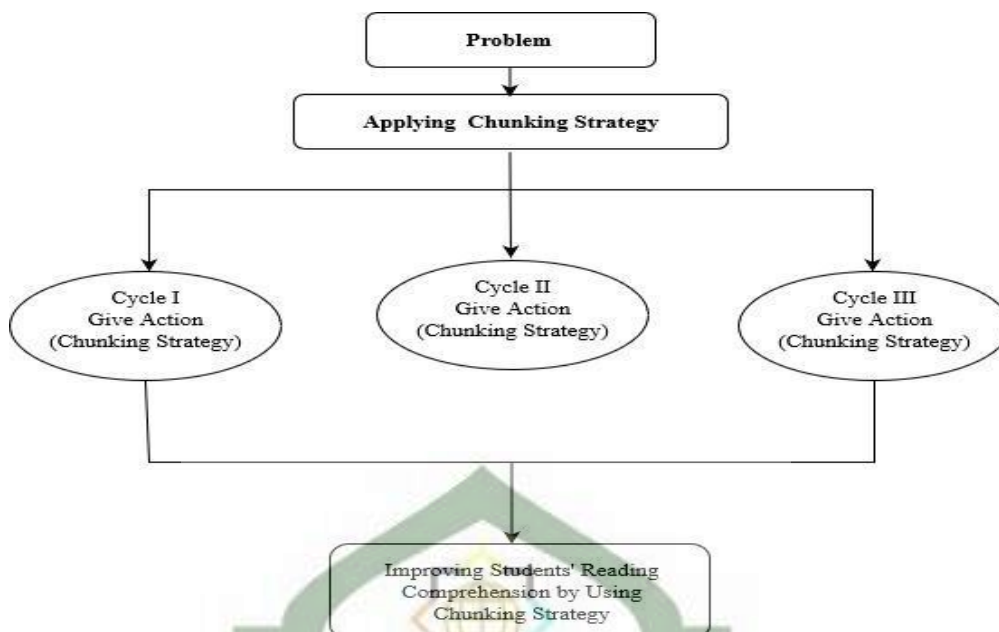 Problem
Applying Chunking Strategy
Cycle I
Give Action
(Chunking Strategy)
Cycle II
Give Action
(Chunking Strategy)
Cycle III
Give Action
(Chunking Strategy)
Improving Students' Reading
Comprehension by Using
Chunking Strategy